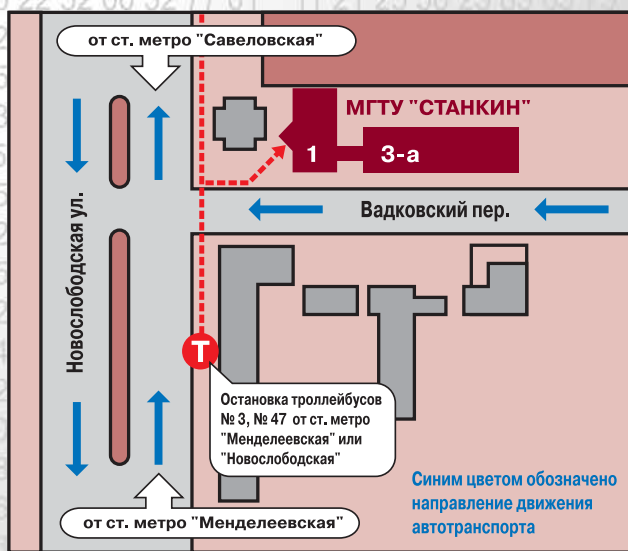 от ст. метро "Савеловская"
МГТУ "СТАНКИН"
1
3-а
Вадковский пер.
Новослободская ул.
Т
Остановка троллейбусов
№ 3, № 47 от ст. метро
"Менделеевская" или
"Новослободская"
Синим цветом обозначено
направление движения
автотранспорта
от ст. метро "Менделеевская"